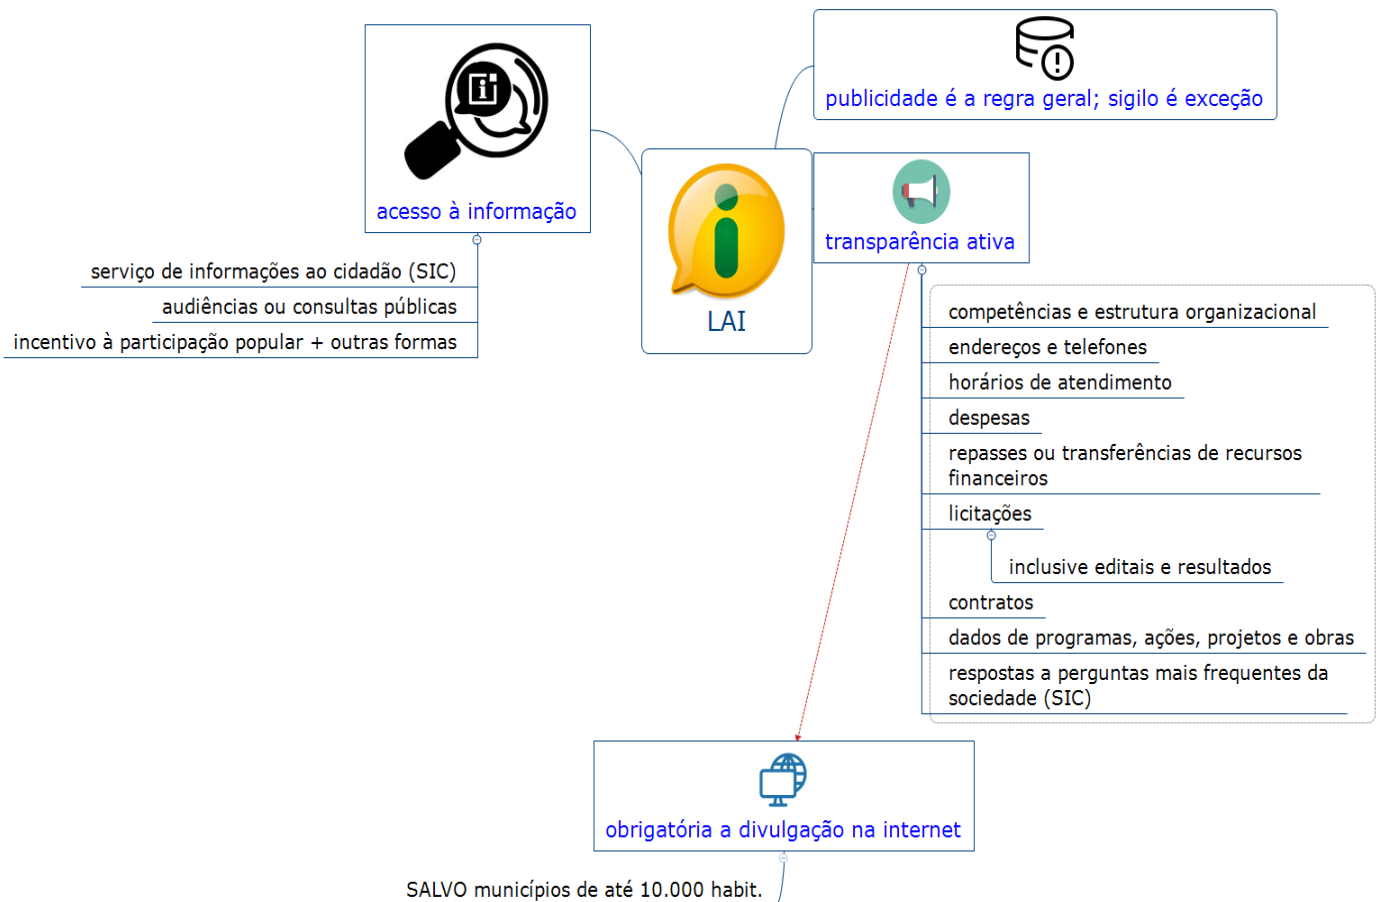 publicidade é a regra geral; sigilo é exceção
acesso à informação
serviço de informações ao cidadão (SIC)
audiências ou consultas públicas
incentivo à participação popular + outras formas
LAI
transparência ativa
competências e estrutura organizacional
endereços e telefones
horários de atendimento
despesas
repasses ou transferências de recursos
financeiros
licitações
inclusive editais e resultados
contratos
dados de programas, ações, projetos e obras
respostas a perguntas mais frequentes da
sociedade (SIC)
obrigatória a divulgação na internet
SALVO municípios de até 10.000 habit.